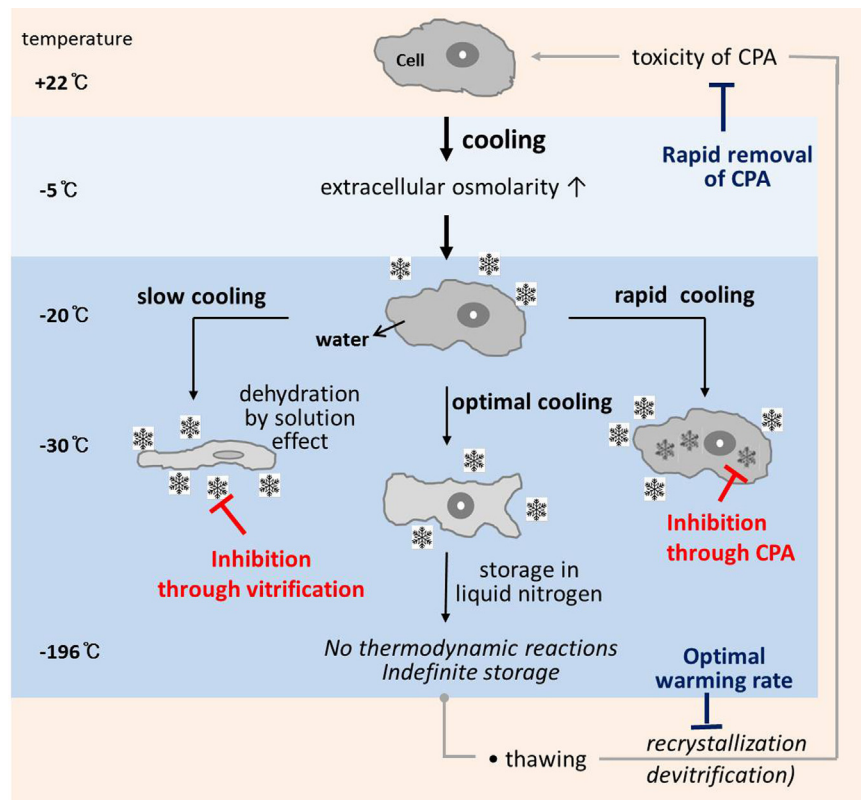 temperature
Cell
toxicity of CPA
+22℃
cooling
Rapid removal
of CPA
-5℃
extracellular osmolarity ↑
slow cooling
rapid cooling
-20℃
water
dehydration
by solution
effect
optimal cooling
-30℃
Inhibition
through CPA
Inhibition
through vitrification
storage in
liquid nitrogen
-196℃
No thermodynamic reactions
Indefinite storage
Optimal
warming rate
• thawing
recrystallization
devitrification)